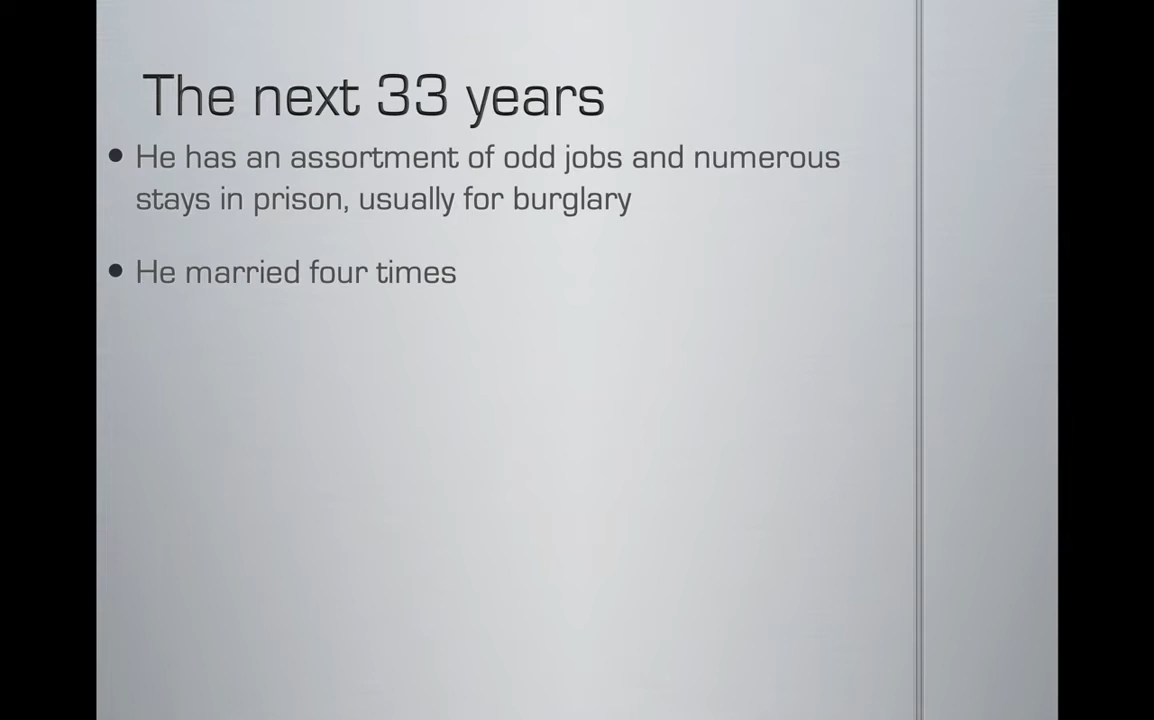 The next 33 years
• He has an assortment of odd jobs and numerous
stays in prison, usually for burglary
• He married four times